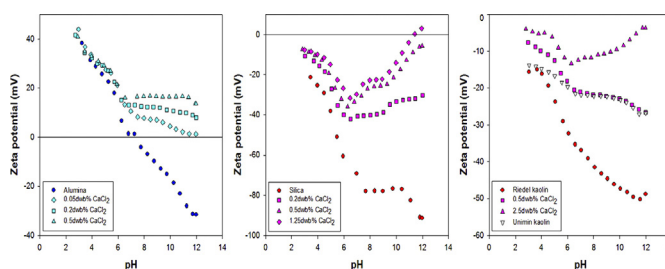 Zeta potential (mV)
60
40
20
0
-20
-40
Alumina
0.05dwb% CaCl2
0.2dwb% CaCl2
0.5dwb% CaCl2
0 2 4 6 8 10 12 14
pH
Zeta potential (mV)
20
0
-20
-40
-60
-80
-100
Silica
0.2dwb% CaCl2
0.5dwb% CaCl2
1.25dwb% CaCl2
0 2 4 6 8 10 12 14
pH
Zeta potential (mV)
0
-10
-20
-30
-40
-50
-60
Riedel kaolin
0.5dwb% CaCl2
2.5dwb% CaCl2
Unimin kaolin
0 2 4 6 8 10 12 14
pH